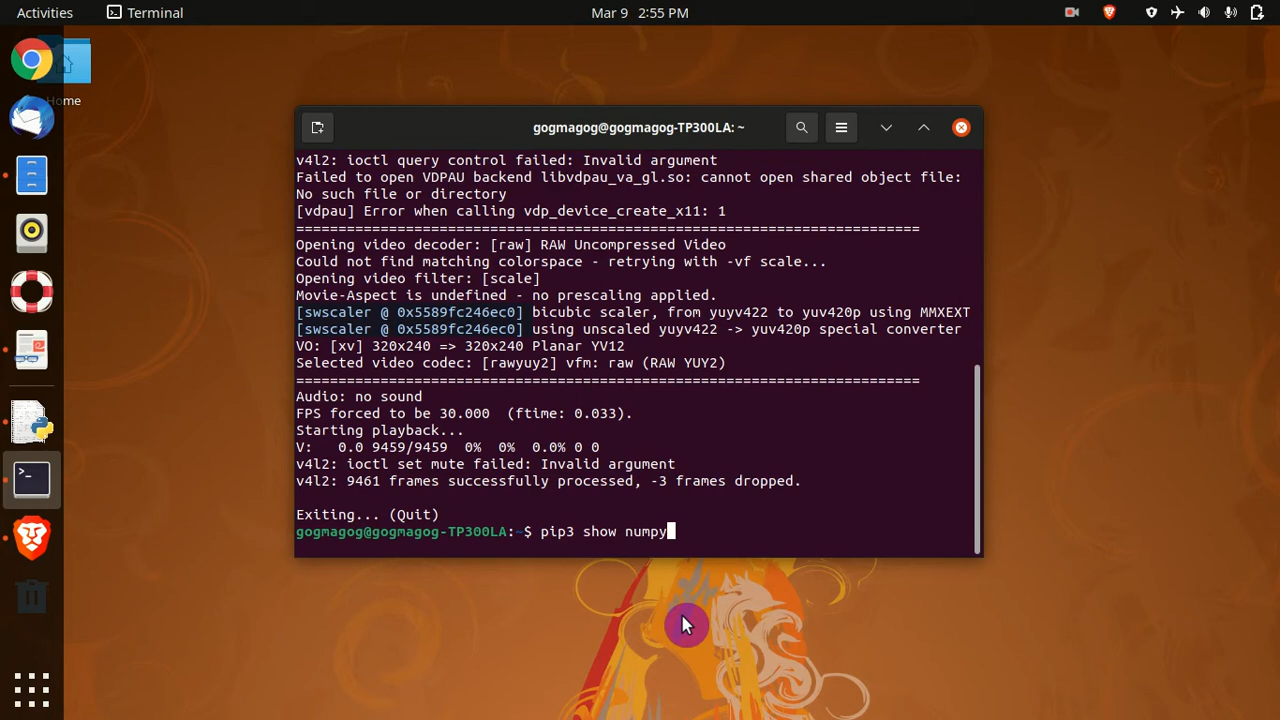 Activities
Terminal
Mar 9 2:55 PM
Home
gogmagog@gogmagog-TP300LA: ~
v4l2: ioctl query control failed: Invalid argument
Failed to open VDPAU backend libvdpau_va_gl.so: cannot open shared object file:
No such file or directory
[vdpau] Error when calling vdp_device_create_x11: 1
==========================================================================
Opening video decoder: [raw] RAW Uncompressed Video
Could not find matching colorspace - retrying with -vf scale...
Opening video filter: [scale]
Movie-Aspect is undefined - no prescaling applied.
[swscaler @ 0x5589fc246ec0] bicubic scaler, from yuyv422 to yuv420p using MMXEXT
[swscaler @ 0x5589fc246ec0] using unscaled yuyv422 -> yuv420p special converter
VO: [xv] 320x240 => 320x240 Planar YV12
Selected video codec: [rawyuy2] vfm: raw (RAW YUY2)
==========================================================================
Audio: no sound
FPS forced to be 30.000  (ftime: 0.033).
Starting playback...
V:   0.0 9459/9459  0%  0%  0.0% 0 0
v4l2: ioctl set mute failed: Invalid argument
v4l2: 9461 frames successfully processed, -3 frames dropped.
Exiting... (Quit)
gogmagog@gogmagog-TP300LA:~$ pip3 show numpy